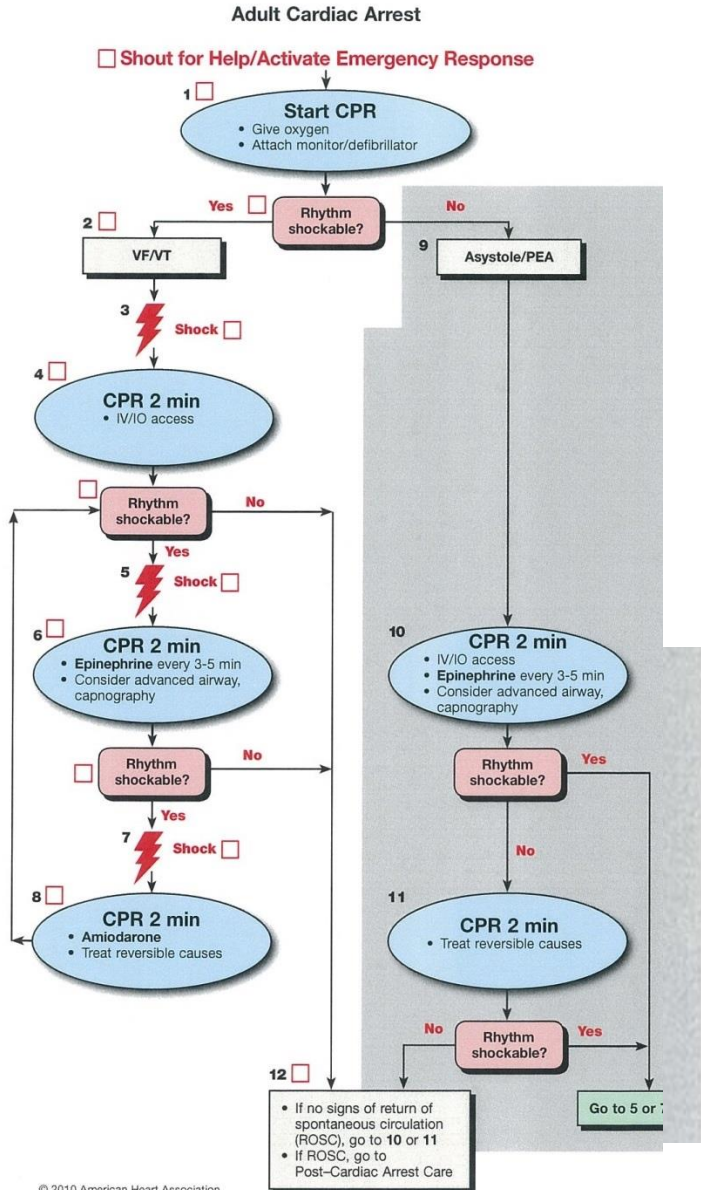 Adult Cardiac Arrest
Shout for Help/Activate Emergency Response
1
Start CPR
• Give oxygen
• Attach monitor/defibrillator
Rhythm
shockable?
Yes
No
2
VF/VT
9
Asystole/PEA
3
Shock
4
CPR 2 min
• IV/IO access
Rhythm
shockable?
No
Yes
5
Shock
6
CPR 2 min
• Epinephrine every 3-5 min
• Consider advanced airway,
capnography
Rhythm
shockable?
No
Yes
7
Shock
8
CPR 2 min
• Amiodarone
• Treat reversible causes
10
CPR 2 min
• IV/IO access
• Epinephrine every 3-5 min
• Consider advanced airway,
capnography
Rhythm
shockable?
Yes
No
11
CPR 2 min
• Treat reversible causes
Rhythm
shockable?
No
Yes
12
• If no signs of return of
spontaneous circulation
(ROSC), go to 10 or 11
• If ROSC, go to
Post–Cardiac Arrest Care
Go to 5 or
© 2010 American Heart Association